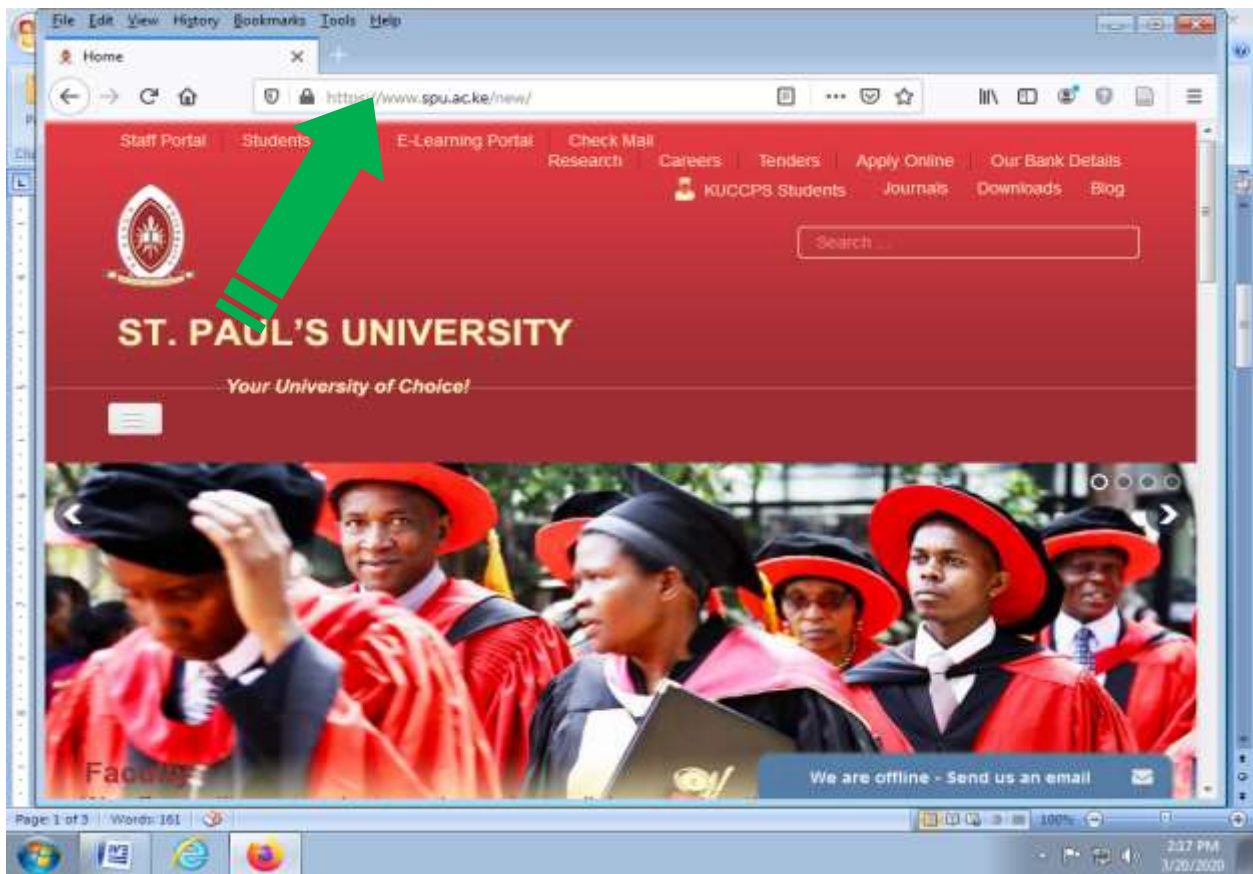 File Edit View History Bookmarks Tools Help
Home
https://www.spu.ac.ke/new/
Staff Portal Students E-Learning Portal Check Mail
Research Careers Tenders Apply Online Our Bank Details
KUCCPS Students Journals Downloads Blog
Search ...
ST. PAUL'S UNIVERSITY
Your University of Choice!
We are offline - Send us an email
Page: 1 of 3 Words: 161 100%
2:17 PM
3/20/2020